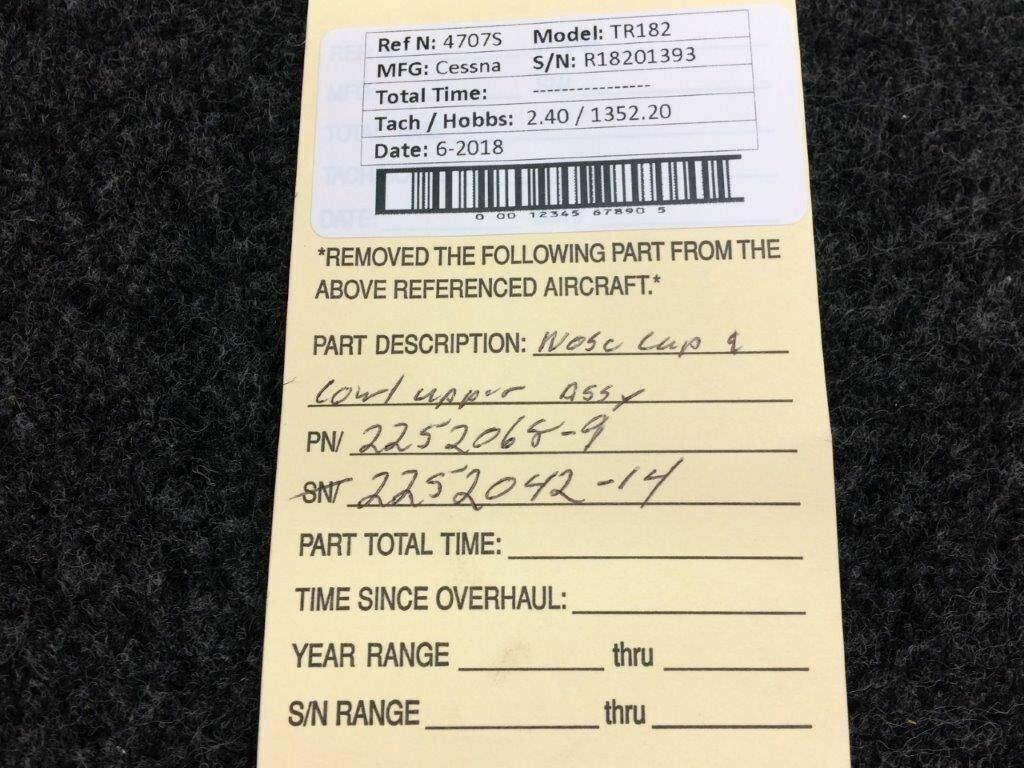 Ref N: 4707S Model: TR182
MFG: Cessna S/N: R18201393
Total Time: ----------------
Tach / Hobbs: 2.40 / 1352.20
Date: 6-2018
0 00 12345 67890 5
*REMOVED THE FOLLOWING PART FROM THE
ABOVE REFERENCED AIRCRAFT.*
PART DESCRIPTION: Nose Cap &
Cowl upper Assy
PN/ 2252068-9
SN/ 2252042-14
PART TOTAL TIME:
TIME SINCE OVERHAUL:
YEAR RANGE thru
S/N RANGE thru